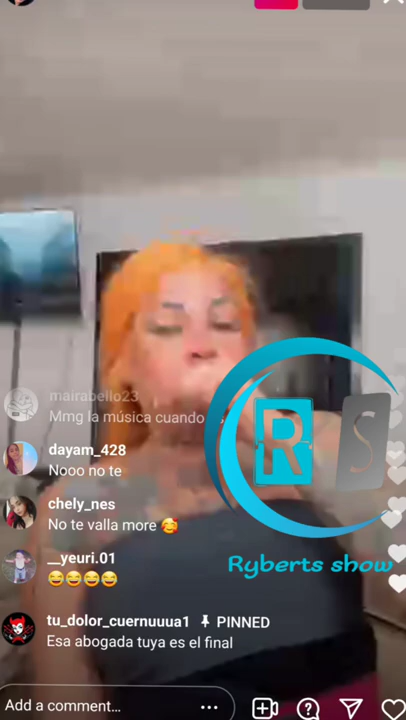 mairabello23
Mmg la música cuando
dayam_428
Nooo no te
chely_nes
No te valla more 🥰
__yeuri.01
😂😂😂😂
tu_dolor_cuernuuua1 PINNED
Esa abogada tuya es el final
R S
Ryberts show
Add a comment...